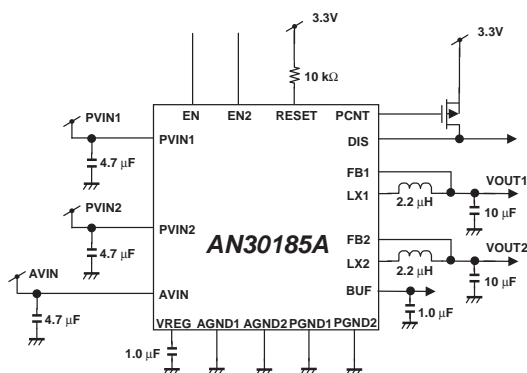 3.3V
3.3V
10 kΩ
EN
EN2
RESET
PCNT
PVIN1
PVIN1
DIS
4.7 µF
FB1
VOUT1
LX1
2.2 µH
10 µF
PVIN2
PVIN2
AN30185A
FB2
VOUT2
4.7 µF
LX2
2.2 µH
10 µF
AVIN
AVIN
BUF
4.7 µF
1.0 µF
VREG
AGND1
AGND2
PGND1
PGND2
1.0 µF